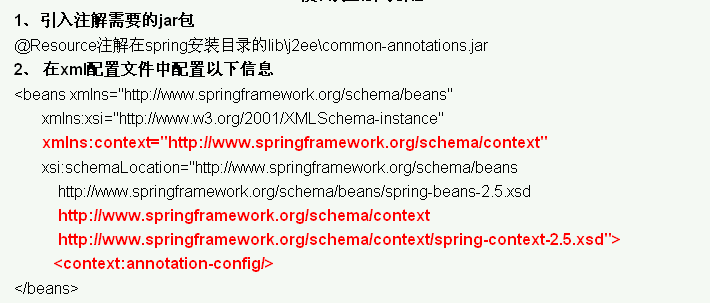 1、引入注解需要的jar包
@Resource注解在spring安装目录的lib\j2ee\common-annotations.jar
2、 在xml配置文件中配置以下信息
<beans xmlns="http://www.springframework.org/schema/beans"
xmlns:xsi="http://www.w3.org/2001/XMLSchema-instance"
xmlns:context="http://www.springframework.org/schema/context"
xsi:schemaLocation="http://www.springframework.org/schema/beans
http://www.springframework.org/schema/beans/spring-beans-2.5.xsd
http://www.springframework.org/schema/context
http://www.springframework.org/schema/context/spring-context-2.5.xsd">
<context:annotation-config/>
</beans>